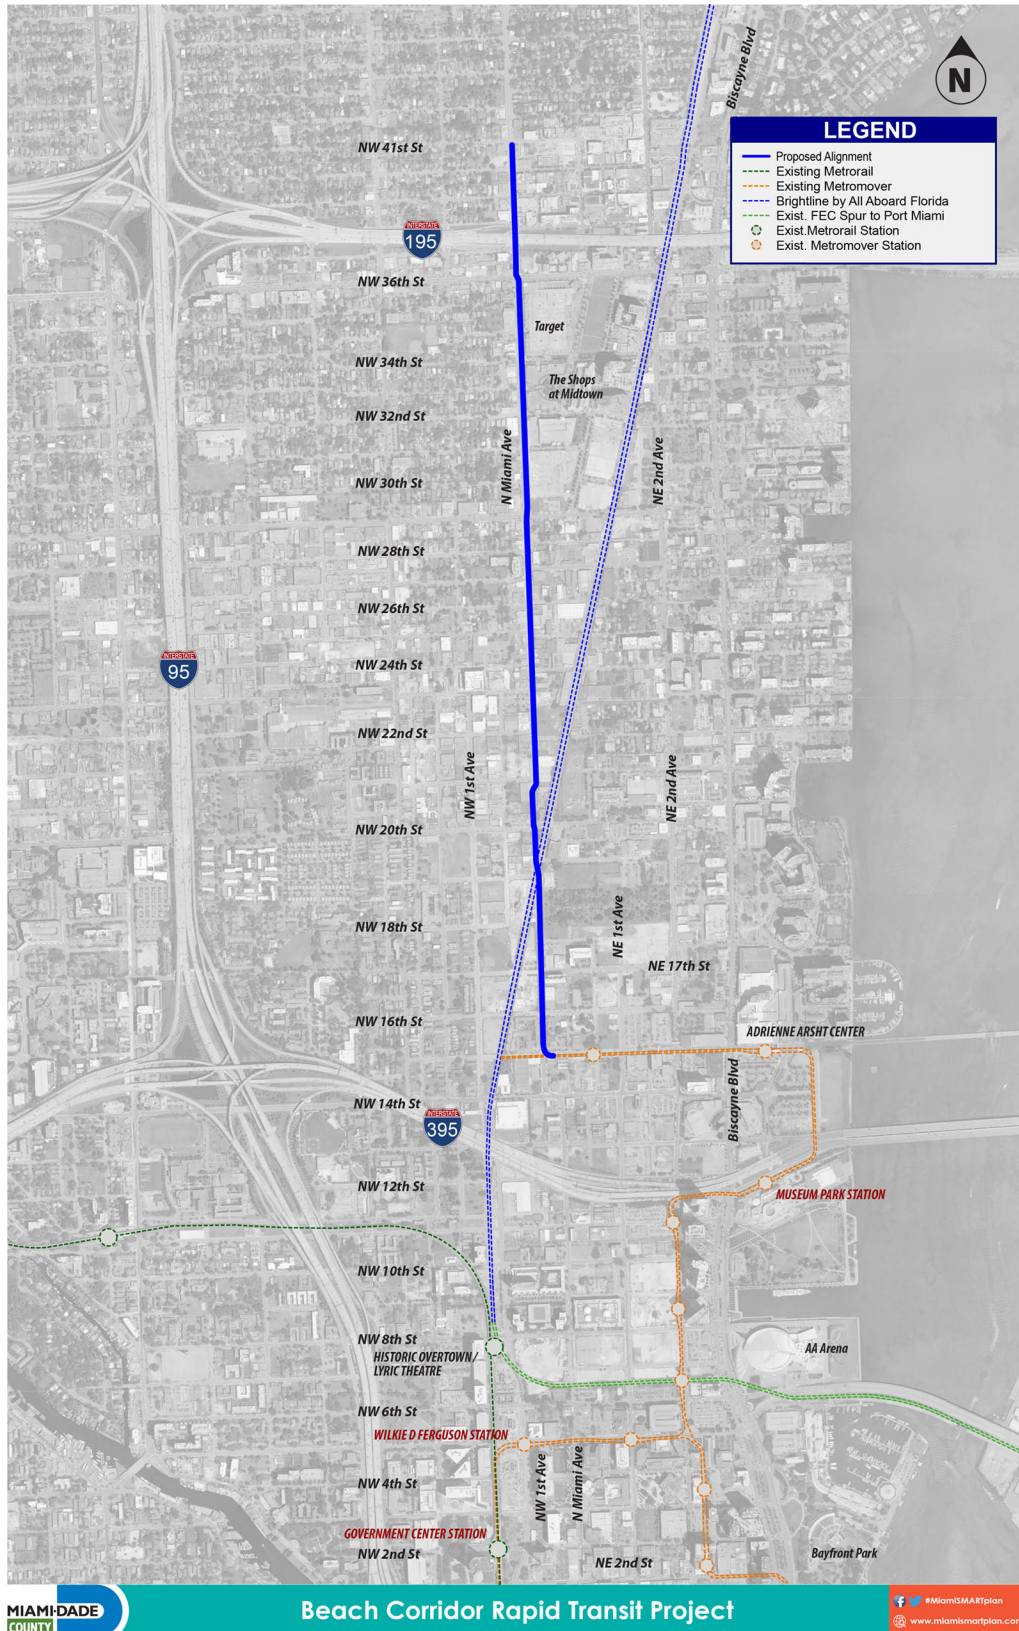 Biscayne Blvd
N
LEGEND
Proposed Alignment
Existing Metrorail
Existing Metromover
Brightline by All Aboard Florida
Exist. FEC Spur to Port Miami
Exist.Metrorail Station
Exist. Metromover Station
NW 41st St
INTERSTATE
195
NW 36th St
Target
NW 34th St
The Shops
at Midtown
NW 32nd St
N Miami Ave
NE 2nd Ave
NW 30th St
NW 28th St
NW 26th St
INTERSTATE
95
NW 24th St
NW 22nd St
NW 1st Ave
NE 2nd Ave
NW 20th St
NW 18th St
NE 1st Ave
NE 17th St
NW 16th St
ADRIENNE ARSHT CENTER
Biscayne Blvd
NW 14th St
INTERSTATE
395
NW 12th St
MUSEUM PARK STATION
NW 10th St
NW 8th St
HISTORIC OVERTOWN /
LYRIC THEATRE
AA Arena
NW 6th St
WILKIE D FERGUSON STATION
NW 4th St
NW 1st Ave
N Miami Ave
GOVERNMENT CENTER STATION
NW 2nd St
NE 2nd St
Bayfront Park
MIAMI-DADE
COUNTY
Beach Corridor Rapid Transit Project
#MiamiSMARTplan
www.miamismartplan.com